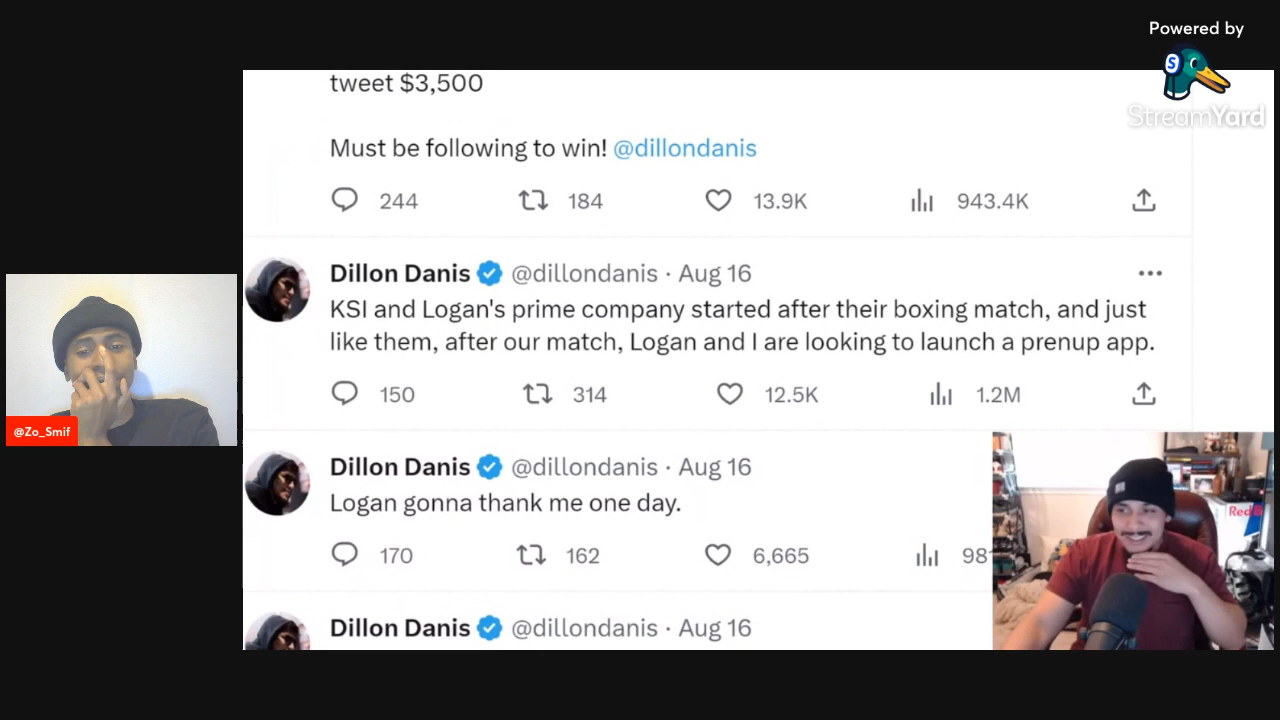 Powered by
StreamYard
tweet $3,500
Must be following to win! @dillondanis
244 184 13.9K 943.4K
Dillon Danis @dillondanis · Aug 16
KSI and Logan's prime company started after their boxing match, and just
like them, after our match, Logan and I are looking to launch a prenup app.
150 314 12.5K 1.2M
@Zo_Smif
Dillon Danis @dillondanis · Aug 16
Logan gonna thank me one day.
170 162 6,665
Dillon Danis @dillondanis · Aug 16